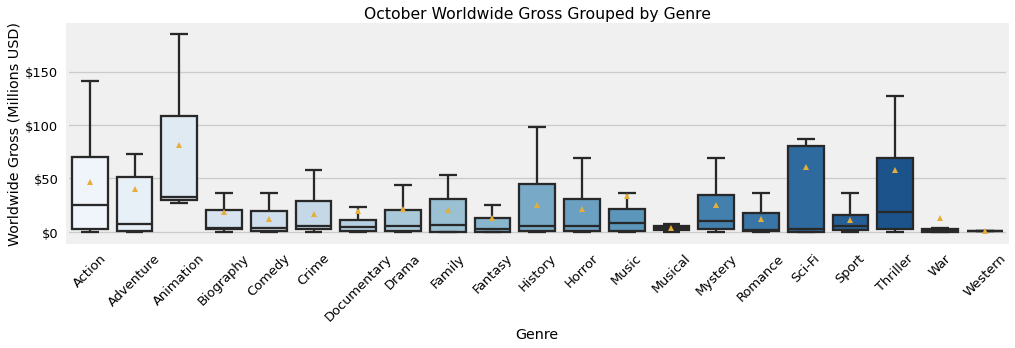 October Worldwide Gross Grouped by Genre
Worldwide Gross (Millions USD)
$150
$100
$50
$0
Action
Adventure
Animation
Biography
Comedy
Crime
Documentary
Drama
Family
Fantasy
History
Horror
Music
Musical
Mystery
Romance
Sci-Fi
Sport
Thriller
War
Western
Genre